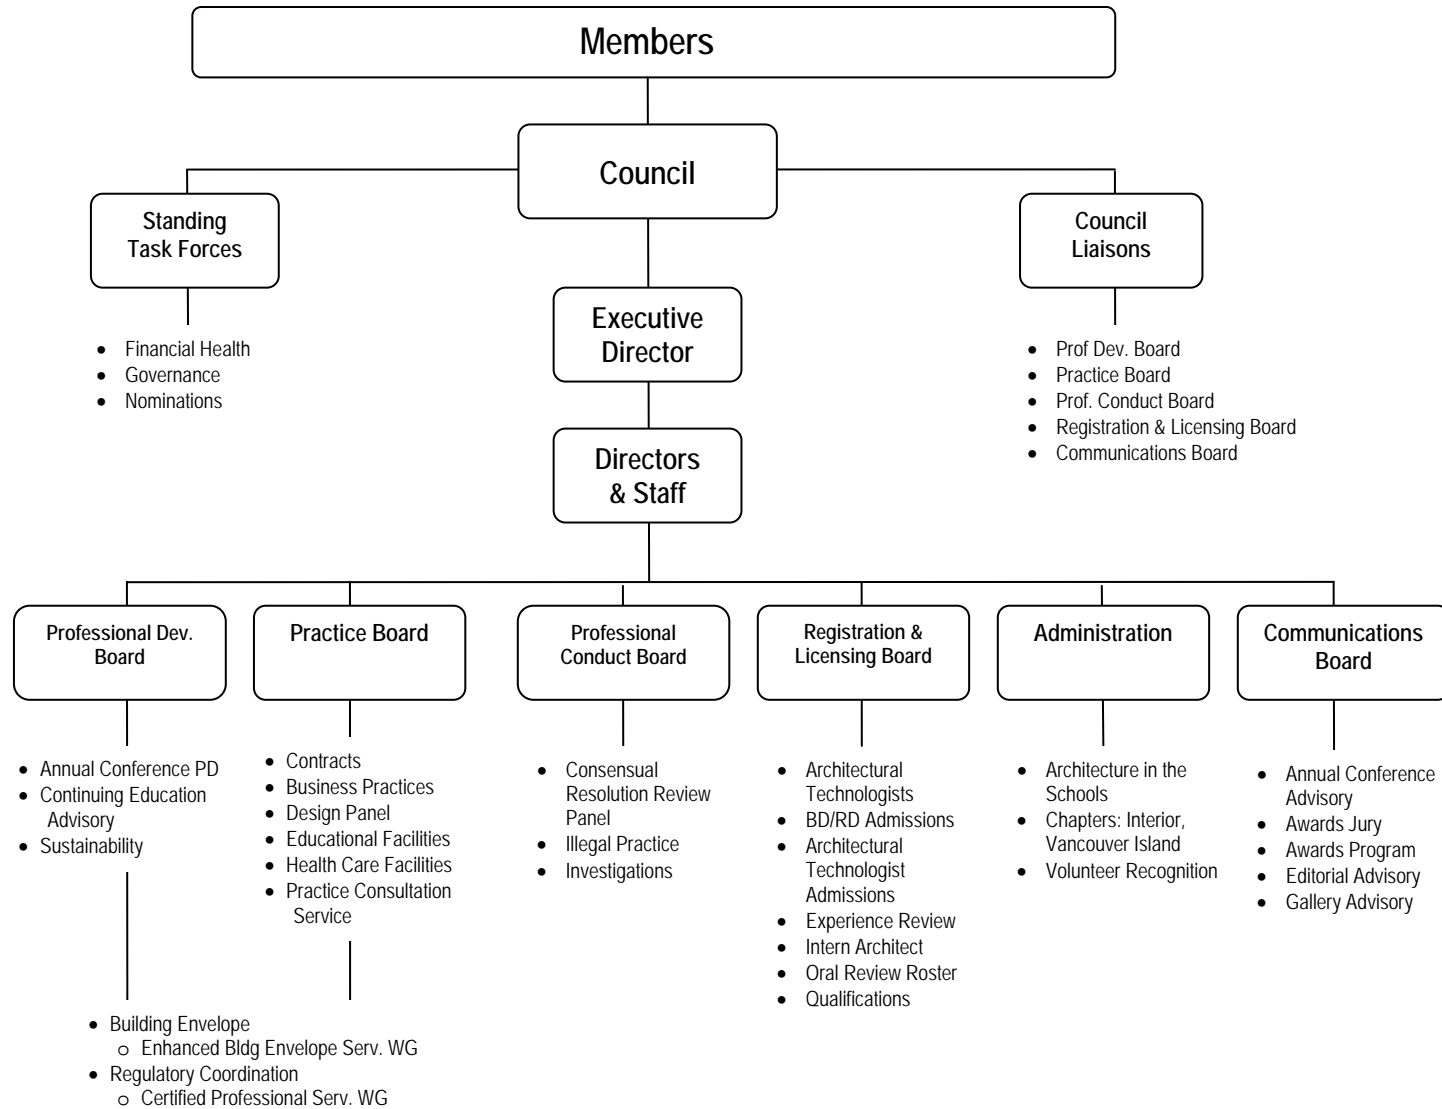 Members
Council
Standing
Task Forces
Council
Liaisons
• Financial Health
• Governance
• Nominations
Executive
Director
• Prof Dev. Board
• Practice Board
• Prof. Conduct Board
• Registration & Licensing Board
• Communications Board
Directors
& Staff
Professional Dev.
Board
Practice Board
Professional
Conduct Board
Registration &
Licensing Board
Administration
Communications
Board
• Annual Conference PD
• Continuing Education
Advisory
• Sustainability
• Contracts
• Business Practices
• Design Panel
• Educational Facilities
• Health Care Facilities
• Practice Consultation
Service
• Consensual
Resolution Review
Panel
• Illegal Practice
• Investigations
• Architectural
Technologists
• BD/RD Admissions
• Architectural
Technologist
Admissions
• Experience Review
• Intern Architect
• Oral Review Roster
• Qualifications
• Architecture in the
Schools
• Chapters: Interior,
Vancouver Island
• Volunteer Recognition
• Annual Conference
Advisory
• Awards Jury
• Awards Program
• Editorial Advisory
• Gallery Advisory
• Building Envelope
o Enhanced Bldg Envelope Serv. WG
• Regulatory Coordination
o Certified Professional Serv. WG